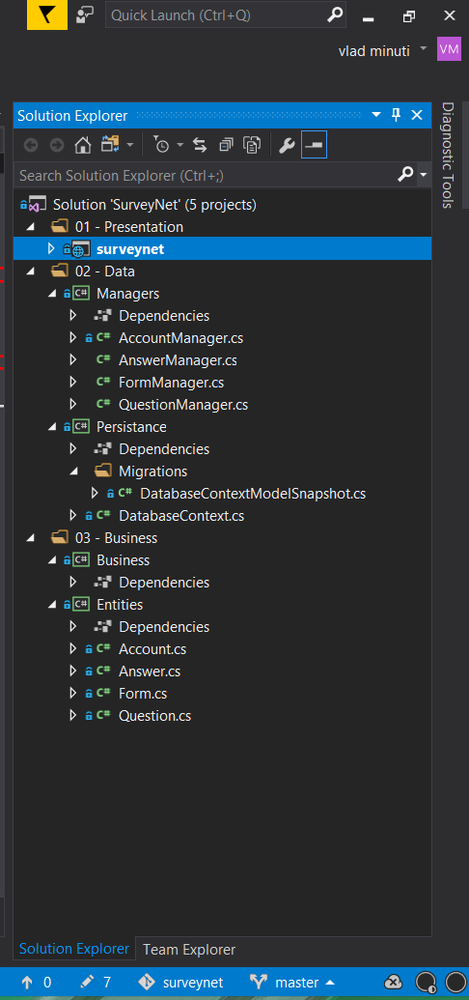 Quick Launch (Ctrl+Q)
vlad minuti
VM
Solution Explorer
Diagnostic Tools
Search Solution Explorer (Ctrl+;)
Solution 'SurveyNet' (5 projects)
01 - Presentation
surveynet
02 - Data
C# Managers
Dependencies
C# AccountManager.cs
C# AnswerManager.cs
C# FormManager.cs
C# QuestionManager.cs
C# Persistance
Dependencies
Migrations
C# DatabaseContextModelSnapshot.cs
C# DatabaseContext.cs
03 - Business
C# Business
Dependencies
C# Entities
Dependencies
C# Account.cs
C# Answer.cs
C# Form.cs
C# Question.cs
Solution Explorer
Team Explorer
0
7
surveynet
master